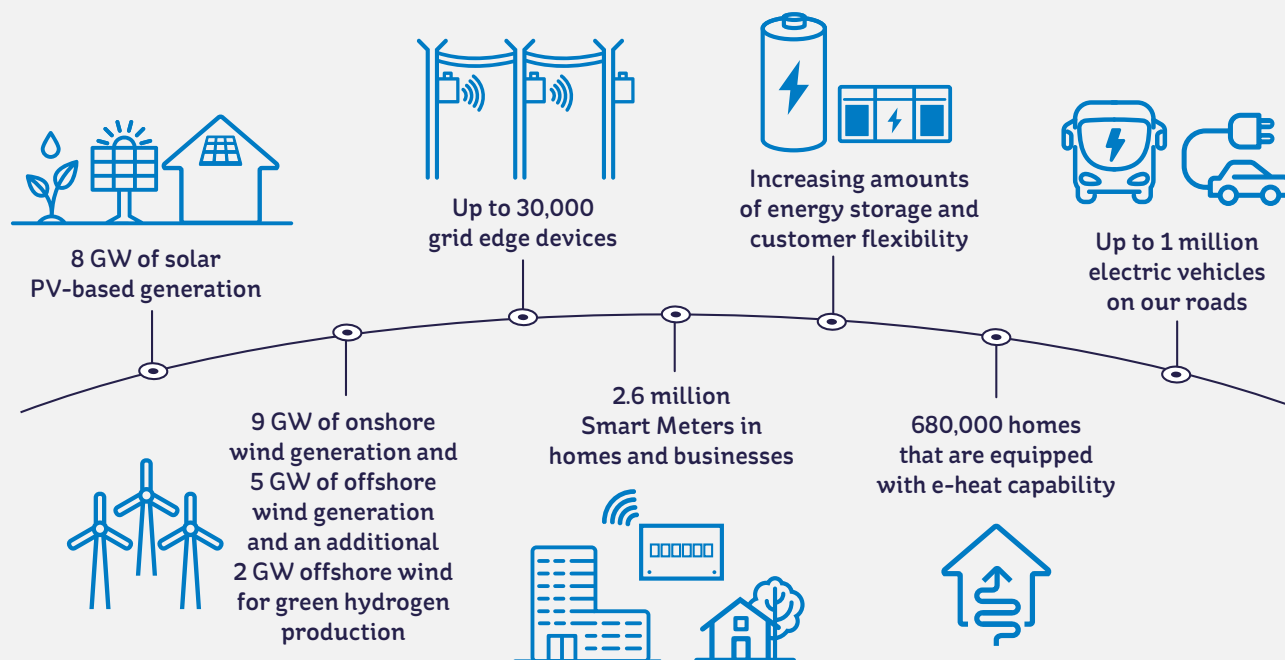 8 GW of solar
PV-based generation
9 GW of onshore
wind generation and
5 GW of offshore
wind generation
and an additional
2 GW offshore wind
for green hydrogen
production
Up to 30,000
grid edge devices
2.6 million
Smart Meters in
homes and businesses
Increasing amounts
of energy storage and
customer flexibility
680,000 homes
that are equipped
with e-heat capability
Up to 1 million
electric vehicles
on our roads